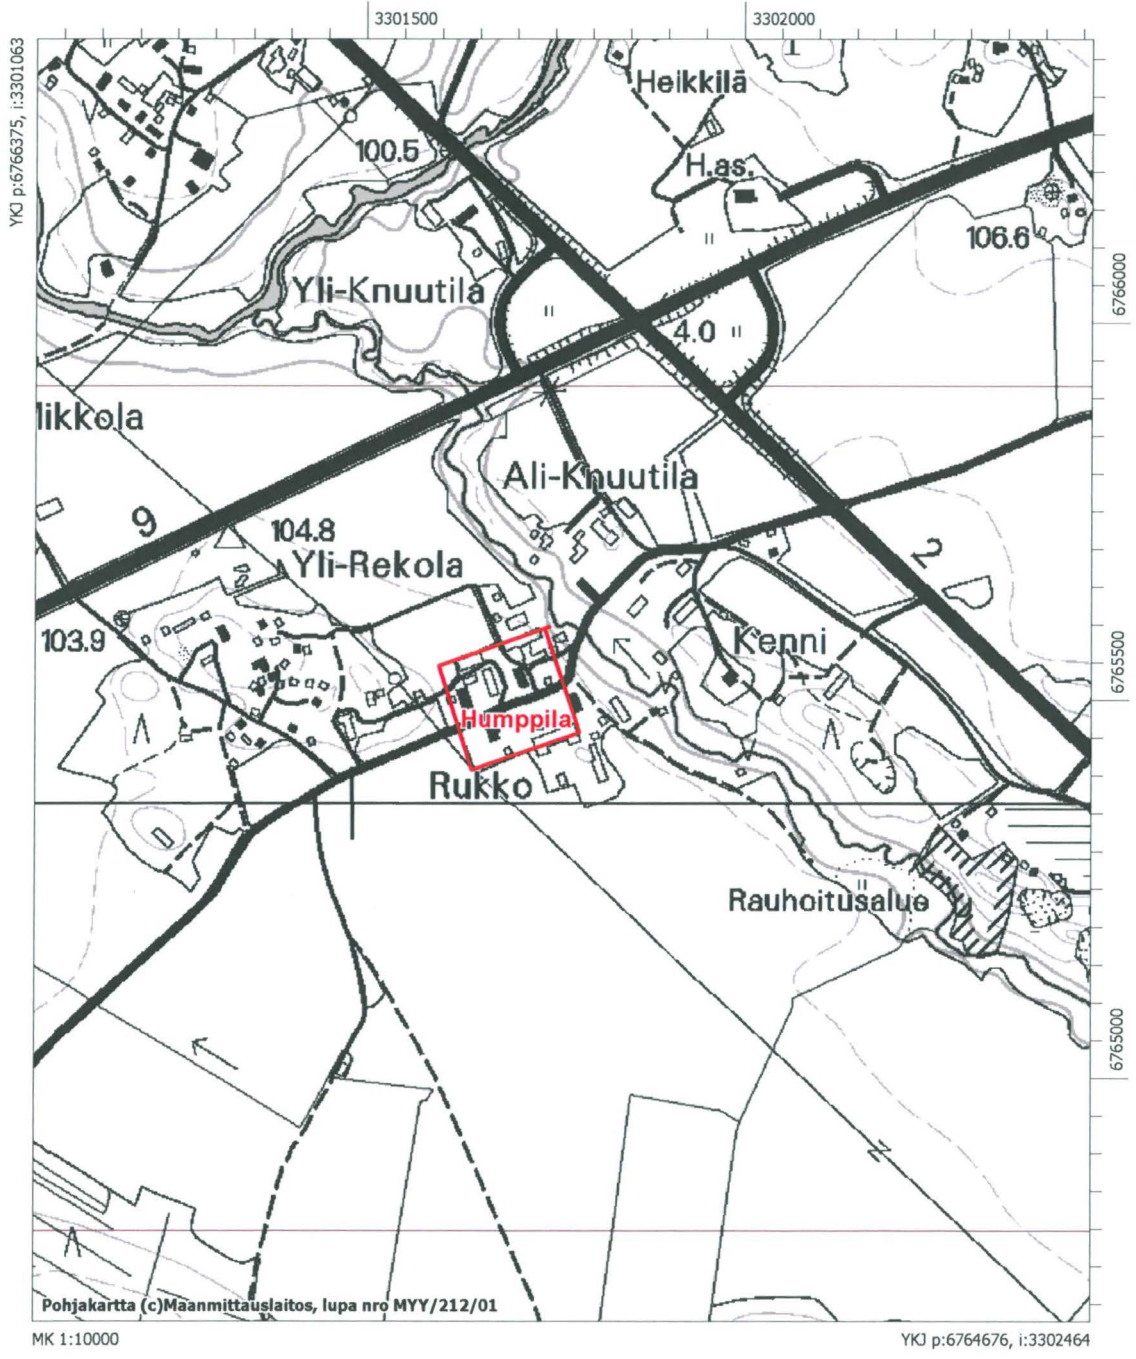 3301500
3302000
YKJ p:6766375, i:3301063
Heikkilä
100.5
H.as.
106.6
Yli-Knuutila
6766000
4.0
likkola
Ali-Knuutila
9
104.8
2
Yli-Rekola
103.9
Kenni
6765500
Humppila
Rukko
Rauhoitusalue
6765000
Pohjakartta (c)Maanmittauslaitos, lupa nro MYY/212/01
MK 1:10000
YKJ p:6764676, i:3302464